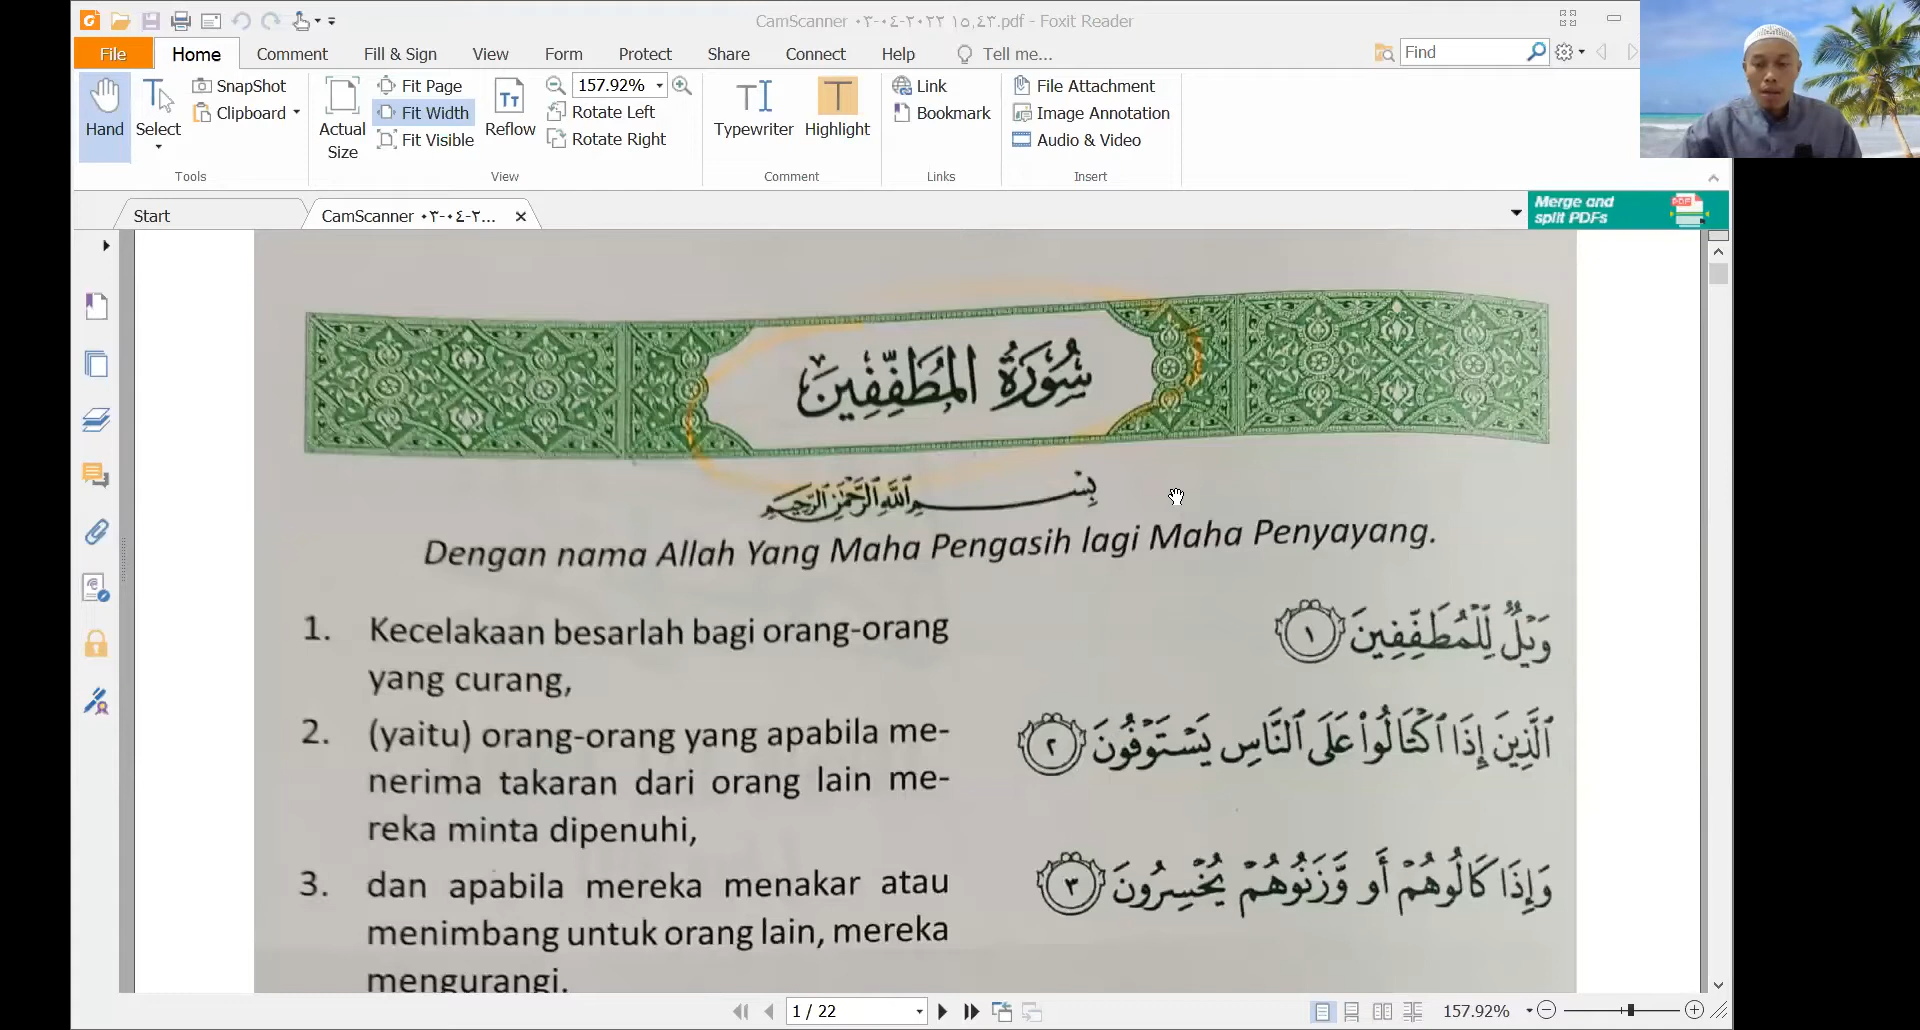 CamScanner ٠٣-٠٤-٢٠٢٢ ١٥,٤٣.pdf - Foxit Reader
File Home Comment Fill & Sign View Form Protect Share Connect Help Tell me... Find
Hand
Select
SnapShot
Clipboard
Tools
Actual Size
Fit Page
Fit Width
Fit Visible
Reflow
157.92%
Rotate Left
Rotate Right
View
Typewriter
Highlight
Comment
Link
Bookmark
Links
File Attachment
Image Annotation
Audio & Video
Insert
Start
CamScanner ٠٣-٠٤-٢...
Merge and
split PDFs
سُورَةُ المُطَفِّفِينَ
بِسْمِ ٱللَّهِ ٱلرَّحْمَٰنِ ٱلرَّحِيمِ
Dengan nama Allah Yang Maha Pengasih lagi Maha Penyayang.
1. Kecelakaan besarlah bagi orang-orang
yang curang,
وَيْلٌ لِّلْمُطَفِّفِينَ ١
2. (yaitu) orang-orang yang apabila me-
nerima takaran dari orang lain me-
reka minta dipenuhi,
ٱلَّذِينَ إِذَا ٱكْتَالُوا۟ عَلَى ٱلنَّاسِ يَسْتَوْفُونَ ٢
3. dan apabila mereka menakar atau
menimbang untuk orang lain, mereka
mengurangi.
وَإِذَا كَالُوهُمْ أَو وَّزَنُوهُمْ يُخْسِرُونَ ٣
1 / 22
157.92%